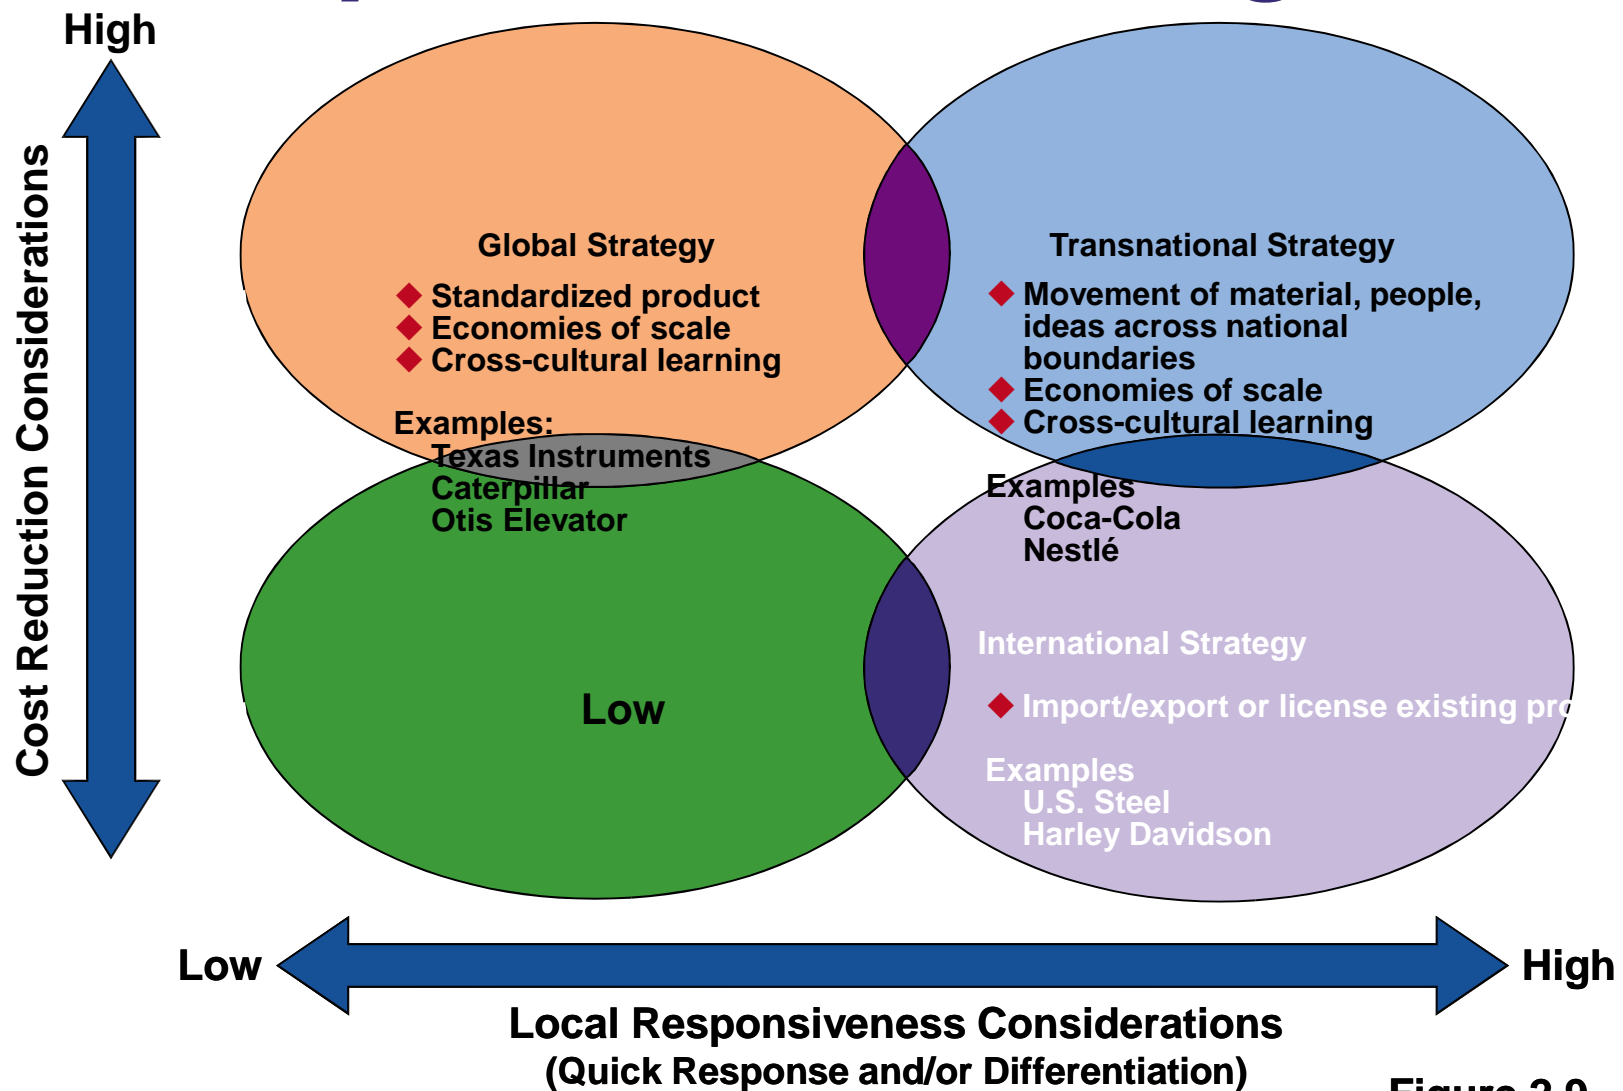 High
Cost Reduction Considerations
Global Strategy
Standardized product
Economies of scale
Cross-cultural learning
Examples:
Texas Instruments
Caterpillar
Otis Elevator
Transnational Strategy
Movement of material, people,
ideas across national
boundaries
Economies of scale
Cross-cultural learning
Examples
Coca-Cola
Nestlé
Low
International Strategy
Import/export or license existing
Examples
U.S. Steel
Harley Davidson
Low
High
Local Responsiveness Considerations
(Quick Response and/or Differentiation)
Figure 2.9